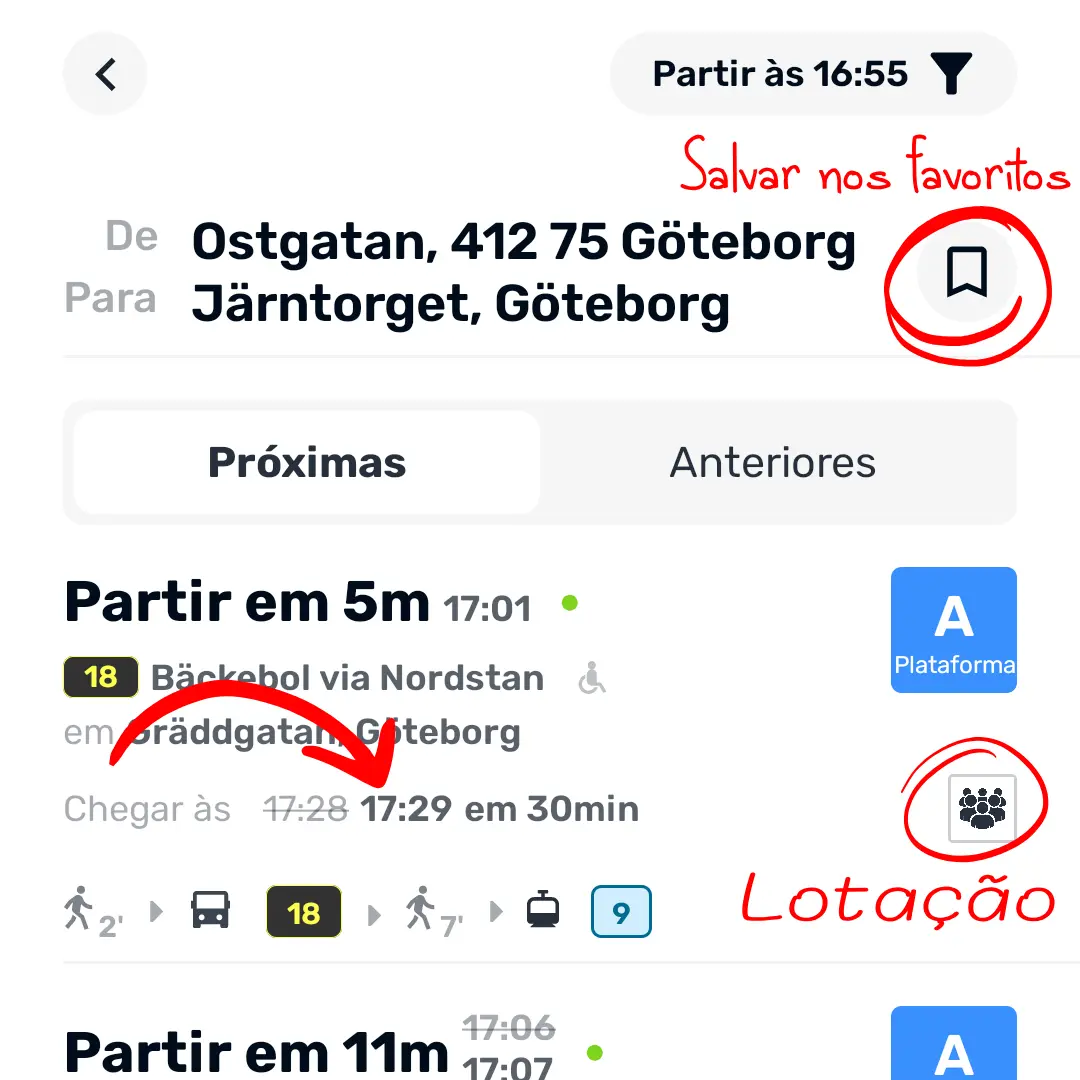 Partir às 16:55
Salvar nos favoritos
De Ostgatan, 412 75 Göteborg
Para Järntorget, Göteborg
Próximas Anteriores
Partir em 5m 17:01
A
Plataforma
18 Bäckebol via Nordstan
em Gräddgatan, Göteborg
Chegar às 17:28 17:29 em 30min
Lotação
2' 18 7' 9
17:06
Partir em 11m 17:07
A